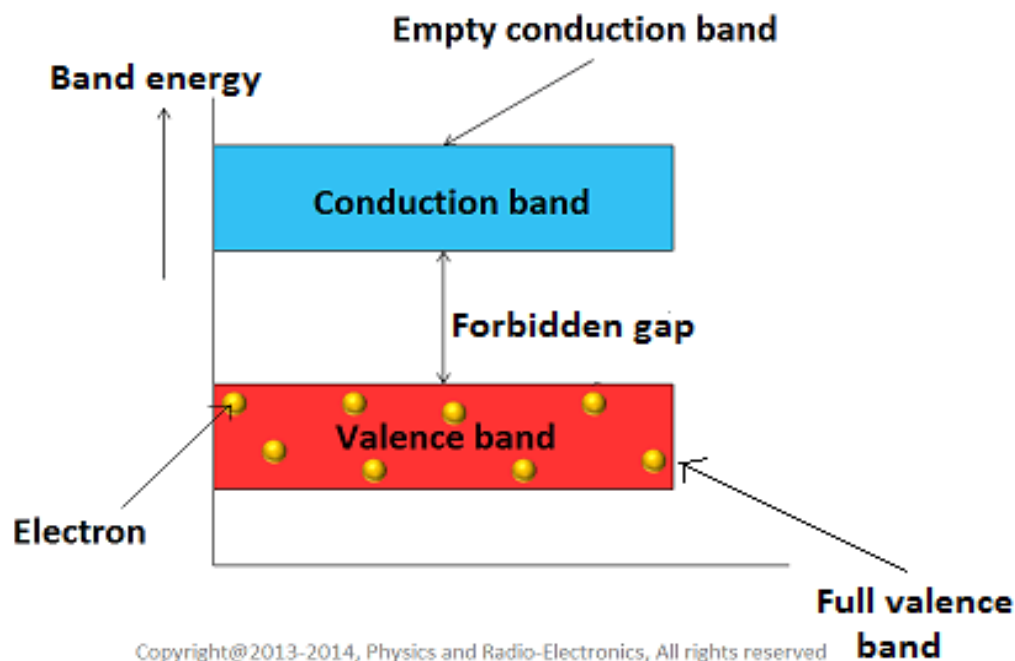 Empty conduction band
Band energy
Conduction band
Forbidden gap
Valence band
Electron
Full valence
band
Copyright@2013-2014, Physics and Radio-Electronics, All rights reserved